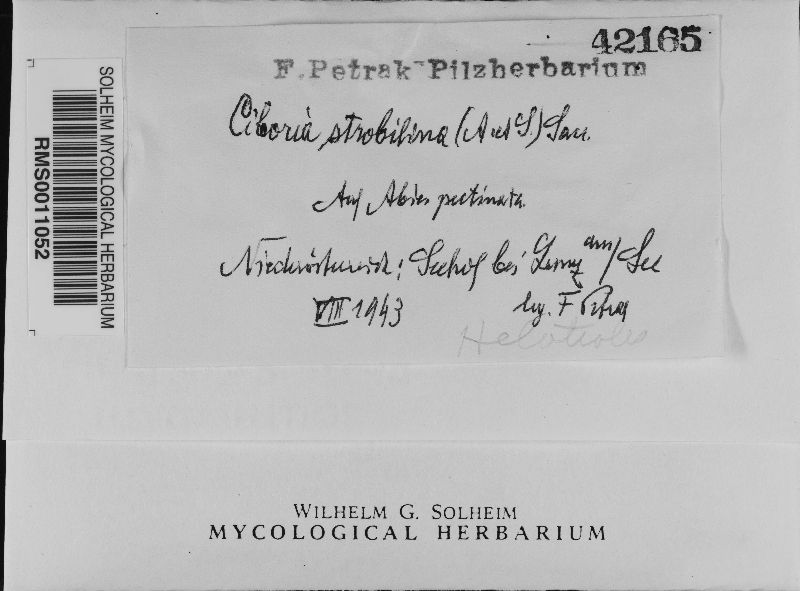 42165
F. Petrak-Pilzherbarium
Ciboria strobilina (A et S.) Sacc.
Auf Abies pectinata.
Niederösterreich; Seehof bei Lunz am/See
VIII 1943
leg. F Petrak
Helotiales
SOLHEIM MYCOLOGICAL HERBARIUM
RMS0011052
WILHELM G. SOLHEIM
MYCOLOGICAL HERBARIUM